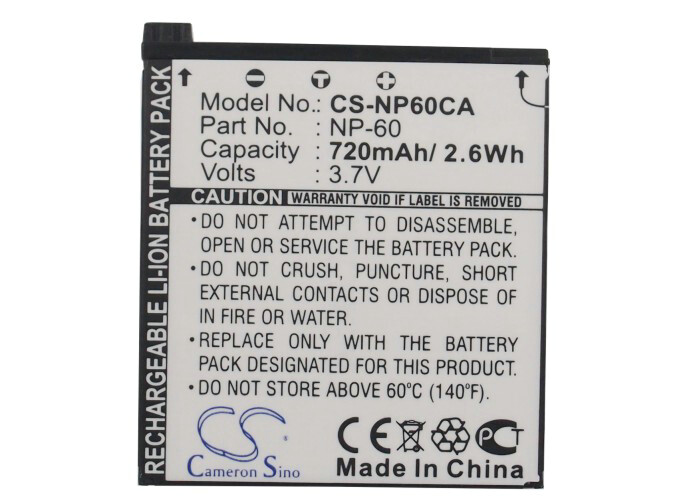 RECHARGEABLE LI-ION BATTERY PACK
− T +
Model No.: CS-NP60CA
Part No. : NP-60
Capacity : 720mAh/ 2.6Wh
Volts : 3.7V
CAUTION WARRANTY VOID IF LABEL IS REMOVED
•DO NOT ATTEMPT TO DISASSEMBLE,
OPEN OR SERVICE THE BATTERY PACK.
•DO NOT CRUSH, PUNCTURE, SHORT
EXTERNAL CONTACTS OR DISPOSE OF
IN FIRE OR WATER.
•REPLACE ONLY WITH THE BATTERY
PACK DESIGNATED FOR THE PRODUCT.
•DO NOT STORE ABOVE 60°C (140°F).
CS
Cameron Sino
CE PCT
Made In China